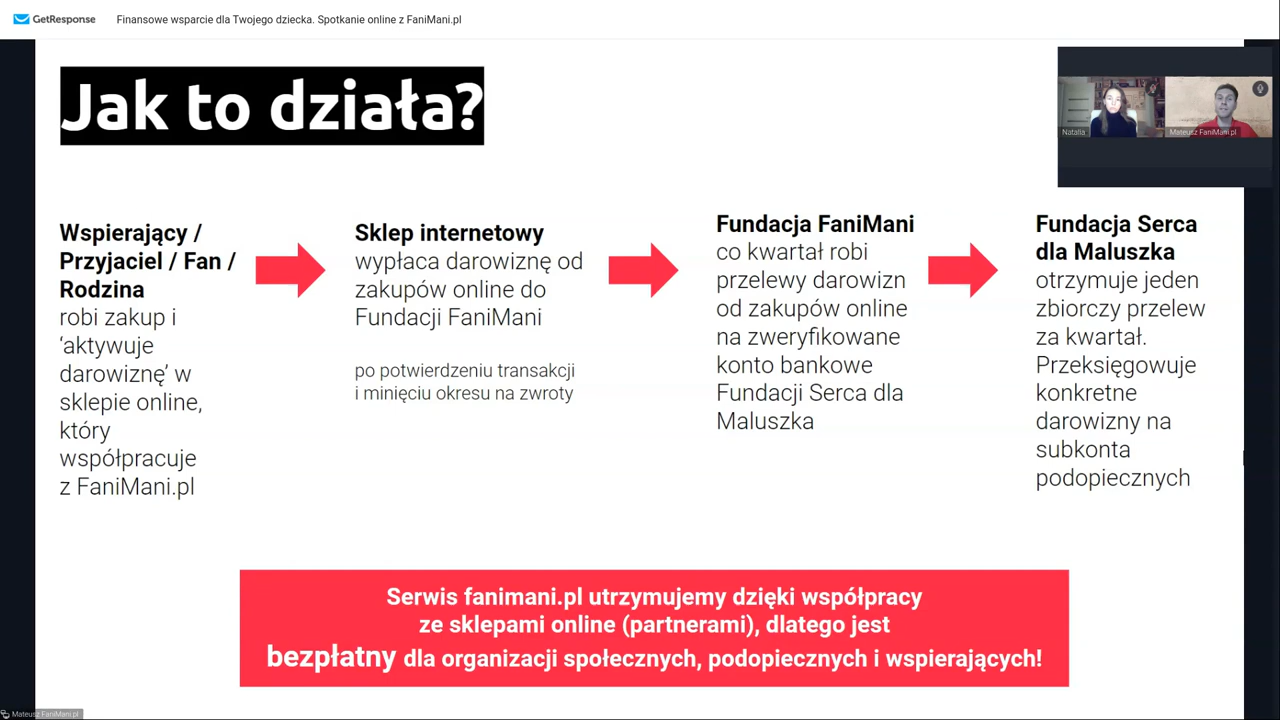 GetResponse
Finansowe wsparcie dla Twojego dziecka. Spotkanie online z FaniMani.pl
Jak to działa?
Natalia
Mateusz FaniMani.pl
Wspierający /
Przyjaciel / Fan /
Rodzina
robi zakup i
‘aktywuje
darowiznę’ w
sklepie online,
który
współpracuje
z FaniMani.pl
Sklep internetowy
wypłaca darowiznę od
zakupów online do
Fundacji FaniMani
po potwierdzeniu transakcji
i minięciu okresu na zwroty
Fundacja FaniMani
co kwartał robi
przelewy darowizn
od zakupów online
na zweryfikowane
konto bankowe
Fundacji Serca dla
Maluszka
Fundacja Serca
dla Maluszka
otrzymuje jeden
zbiorczy przelew
za kwartał.
Przeksięgowuje
konkretne
darowizny na
subkonta
podopiecznych
Serwis fanimani.pl utrzymujemy dzięki współpracy
ze sklepami online (partnerami), dlatego jest
bezpłatny dla organizacji społecznych, podopiecznych i wspierających!
Mateusz FaniMani.pl